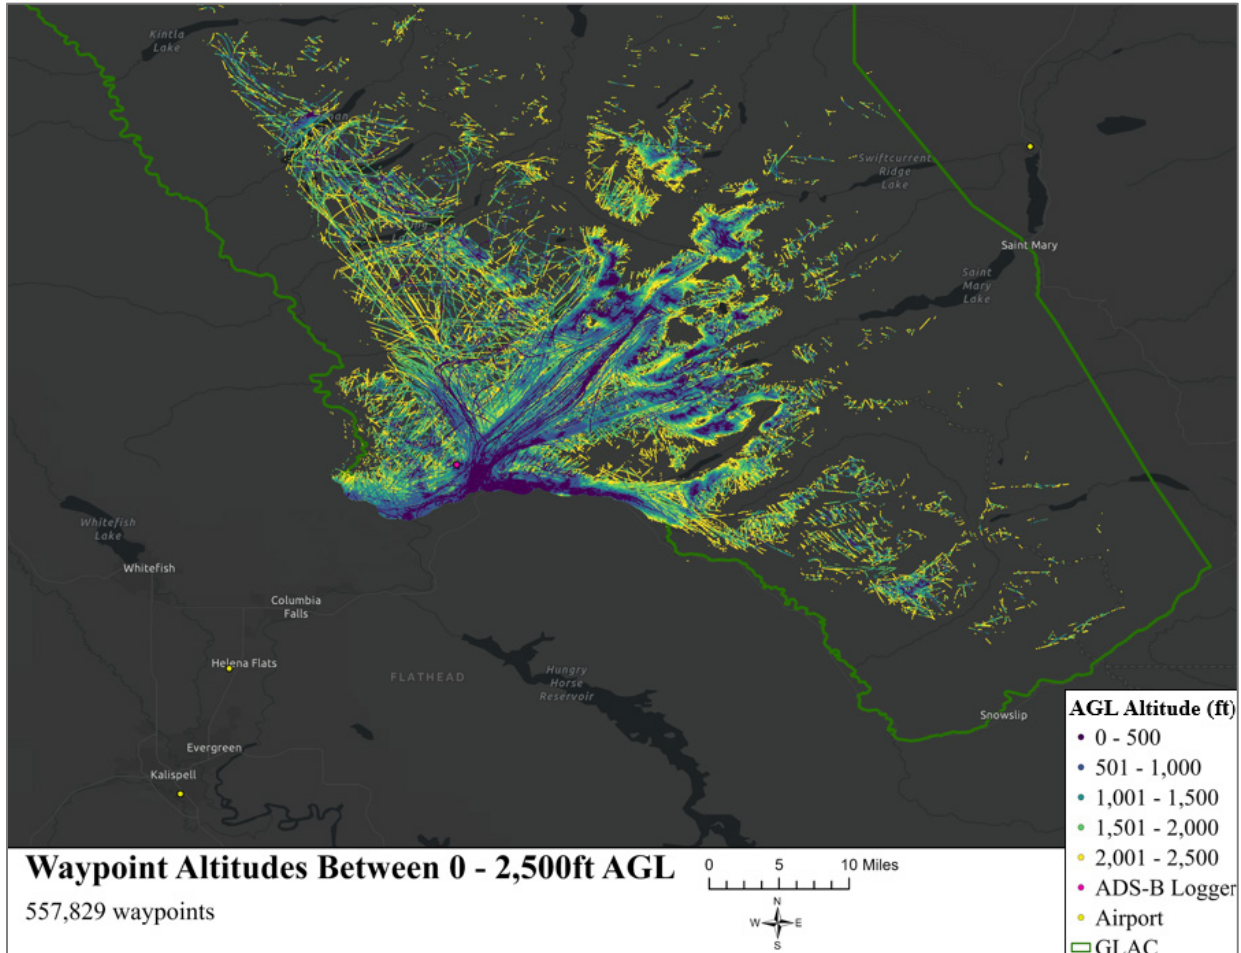 Kintla
Lake
Swiftcurrent
Ridge
Lake
Saint Mary
Saint
Mary
Lake
Whitefish
Lake
Whitefish
Columbia
Falls
Helena Flats
FLATHEAD
Hungry
Horse
Reservoir
Snowslip
Evergreen
Kalispell
AGL Altitude (ft)
0 - 500
501 - 1,000
1,001 - 1,500
1,501 - 2,000
2,001 - 2,500
ADS-B Logger
Airport
GLAC
Waypoint Altitudes Between 0 - 2,500ft AGL
557,829 waypoints
0 5 10 Miles
N
W E
S